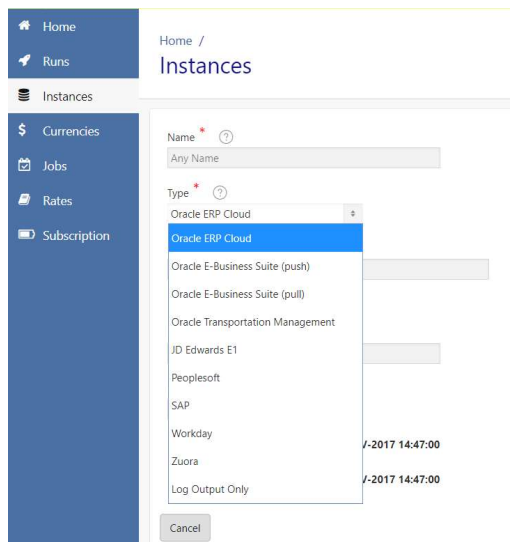 Home
Runs
Instances
$ Currencies
Jobs
Rates
Subscription
Home /
Instances
Name *
?
Any Name
Type *
?
Oracle ERP Cloud
Oracle ERP Cloud
Oracle E-Business Suite (push)
Oracle E-Business Suite (pull)
Oracle Transportation Management
JD Edwards E1
Peoplesoft
SAP
Workday
Zuora
Log Output Only
-2017 14:47:00
-2017 14:47:00
Cancel